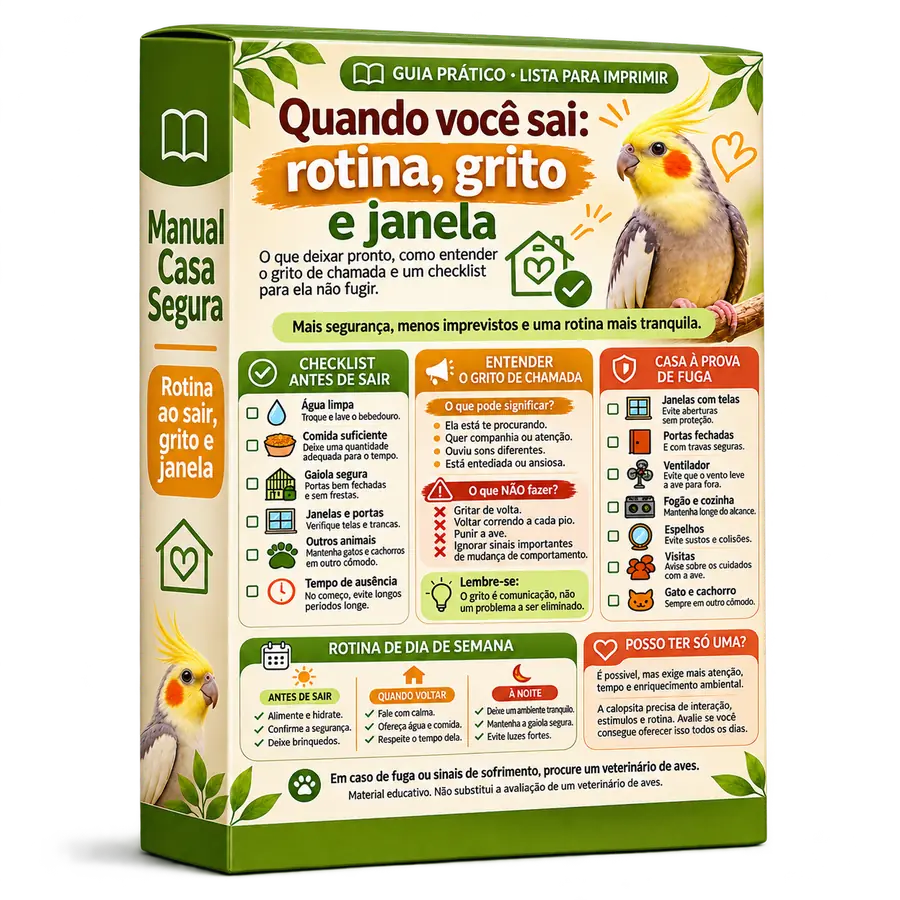 Manual
Casa
Segura
Rotina
ao sair,
grito e
janela
GUIA PRÁTICO • LISTA PARA IMPRIMIR
Quando você sai:
rotina, grito
e janela
O que deixar pronto, como entender
o grito de chamada e um checklist
para ela não fugir.
Mais segurança, menos imprevistos e uma rotina mais tranquila.
CHECKLIST
ANTES DE SAIR
Água limpa
Troque e lave o bebedouro.
Comida suficiente
Deixe uma quantidade
adequada para o tempo.
Gaiola segura
Portas bem fechadas
e sem frestas.
Janelas e portas
Verifique telas e trancas.
Outros animais
Mantenha gatos e cachorros
em outro cômodo.
Tempo de ausência
No começo, evite longos
períodos longe.
ENTENDER
O GRITO DE CHAMADA
O que pode significar?
Ela está te procurando.
Quer companhia ou atenção.
Ouviu sons diferentes.
Está entediada ou ansiosa.
O que NÃO fazer?
Gritar de volta.
Voltar correndo a cada pio.
Punir a ave.
Ignorar sinais importantes
de mudança de comportamento.
Lembre-se:
O grito é comunicação, não
um problema a ser eliminado.
CASA À PROVA
DE FUGA
Janelas com telas
Evite aberturas
sem proteção.
Portas fechadas
E com travas seguras.
Ventilador
Evite que o vento leve
a ave para fora.
Fogão e cozinha
Mantenha longe do alcance.
Espelhos
Evite sustos e colisões.
Visitas
Avise sobre os cuidados
com a ave.
Gato e cachorro
Sempre em outro cômodo.
ROTINA DE DIA DE SEMANA
ANTES DE SAIR
Alimente e hidrate.
Confirme a segurança.
Deixe brinquedos.
QUANDO VOLTAR
Fale com calma.
Ofereça água e comida.
Respeite o tempo dela.
À NOITE
Deixe um ambiente tranquilo.
Mantenha a gaiola segura.
Evite luzes fortes.
POSSO TER SÓ UMA?
É possível, mas exige mais atenção,
tempo e enriquecimento ambiental.
A calopsita precisa de interação,
estímulos e rotina. Avalie se você
consegue oferecer isso todos os dias.
Em caso de fuga ou sinais de sofrimento, procure um veterinário de aves.
Material educativo. Não substitui a avaliação de um veterinário de aves.